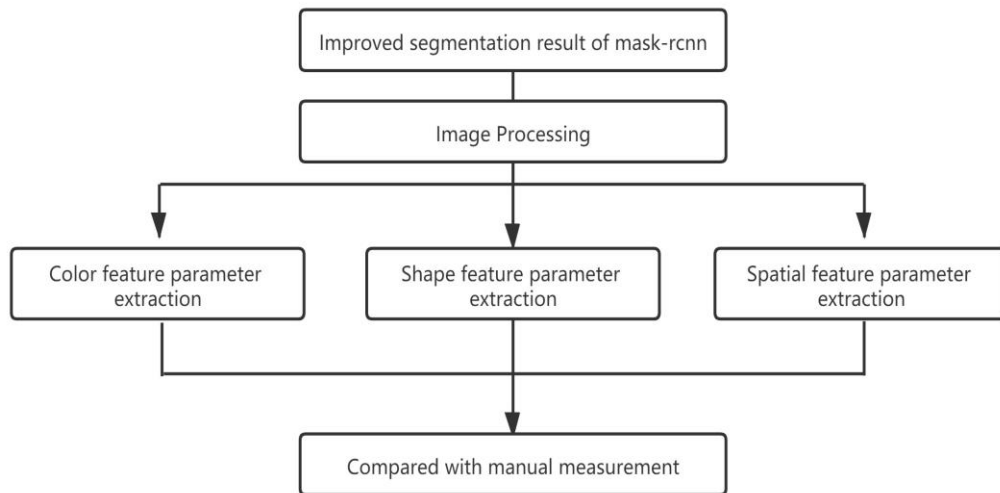 Improved segmentation result of mask-rcnn
Image Processing
Color feature parameter
extraction
Shape feature parameter
extraction
Spatial feature parameter
extraction
Compared with manual measurement